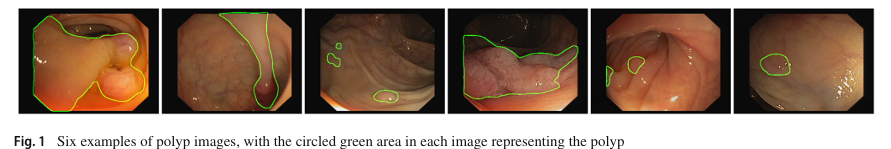 Fig. 1 Six examples of polyp images, with the circled green area in each image representing the polyp